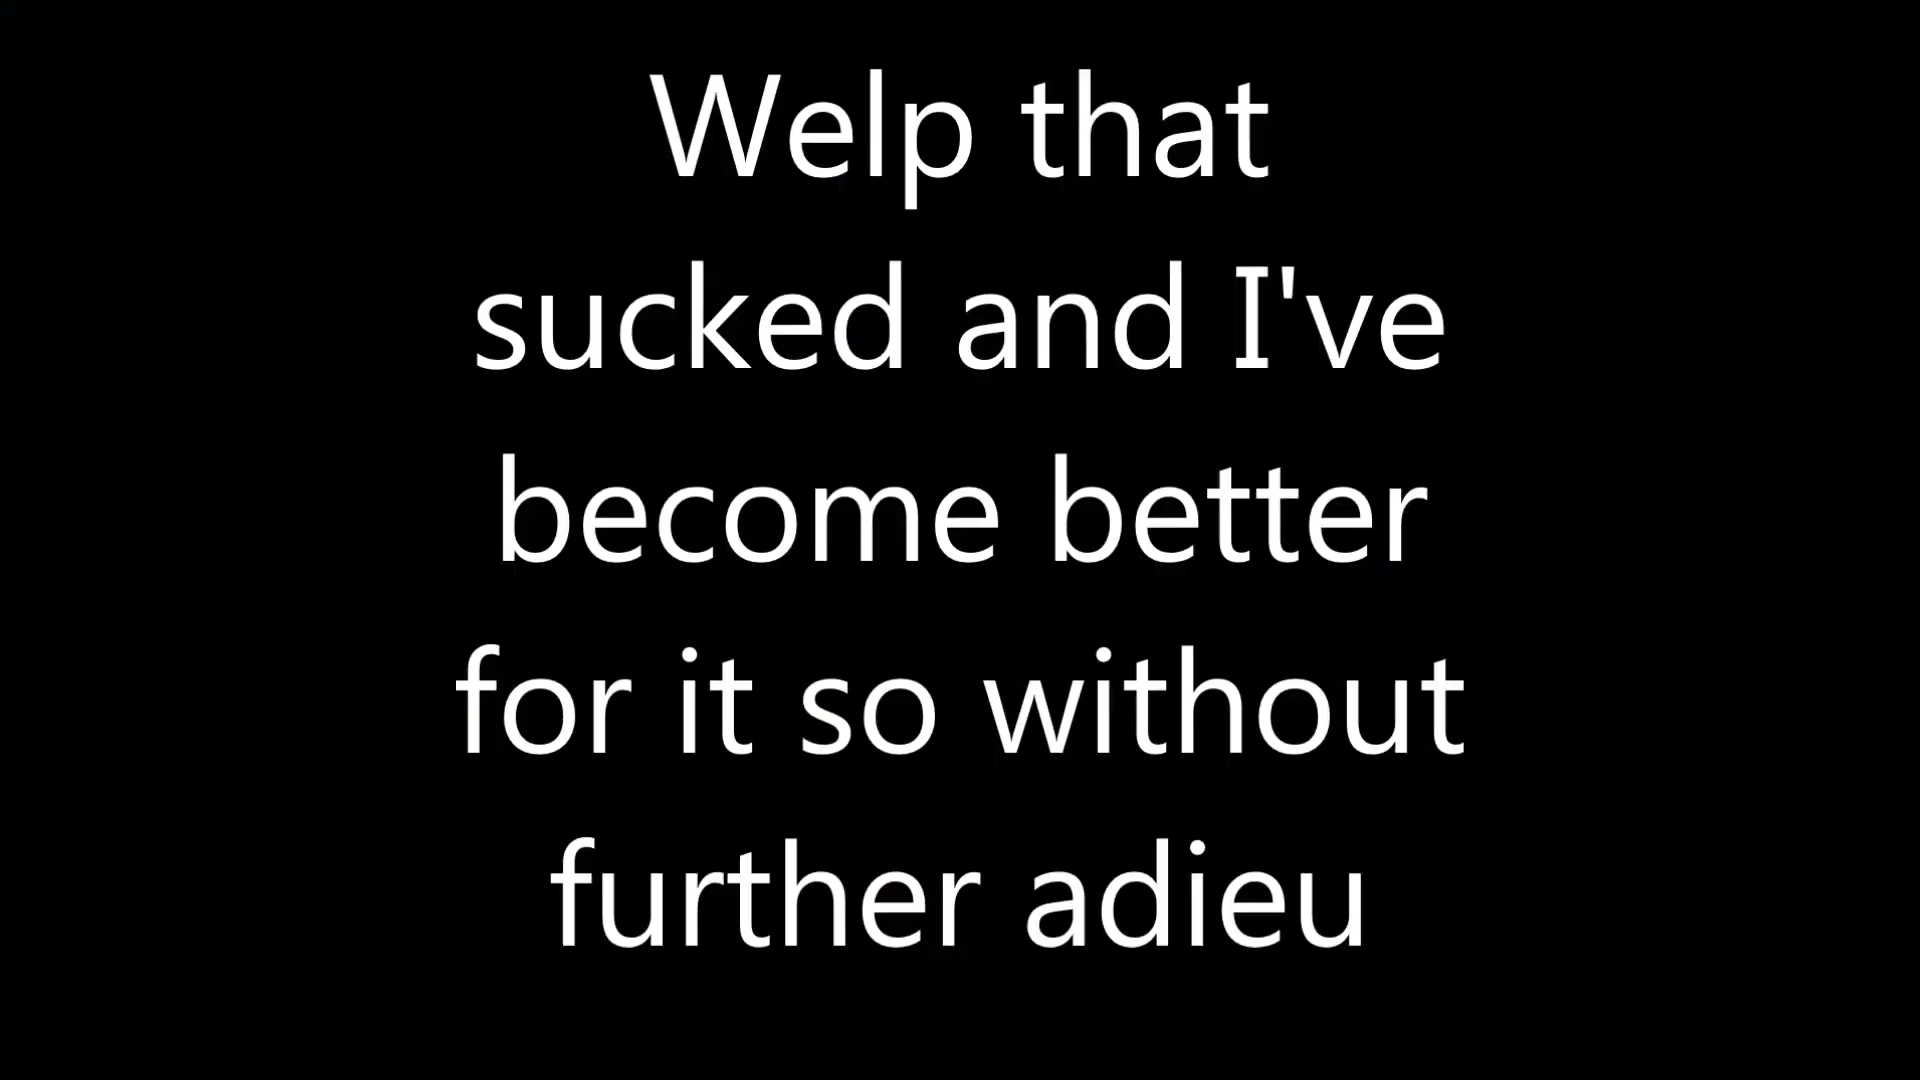 Welp that
sucked and I've
become better
for it so without
further adieu